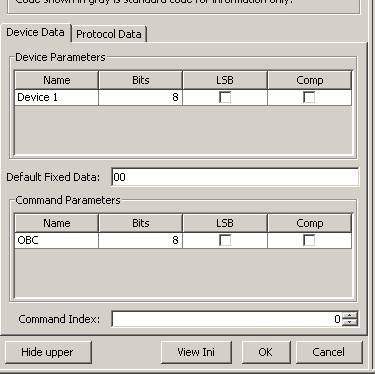 Code shown in gray is standard code for information only.
Device Data Protocol Data
Device Parameters
Name Bits LSB Comp
Device 1 8
Default Fixed Data: 00
Command Parameters
Name Bits LSB Comp
OBC 8
Command Index: 0
Hide upper View Ini OK Cancel